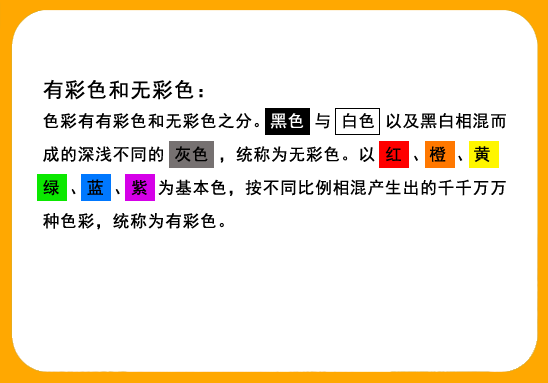 有彩色和无彩色：
色彩有有彩色和无彩色之分。黑色 与 白色 以及黑白相混而
成的深浅不同的 灰色 ，统称为无彩色。以 红 、橙 、黄
绿 、蓝 、紫 为基本色，按不同比例相混产生出的千千万万
种色彩，统称为有彩色。